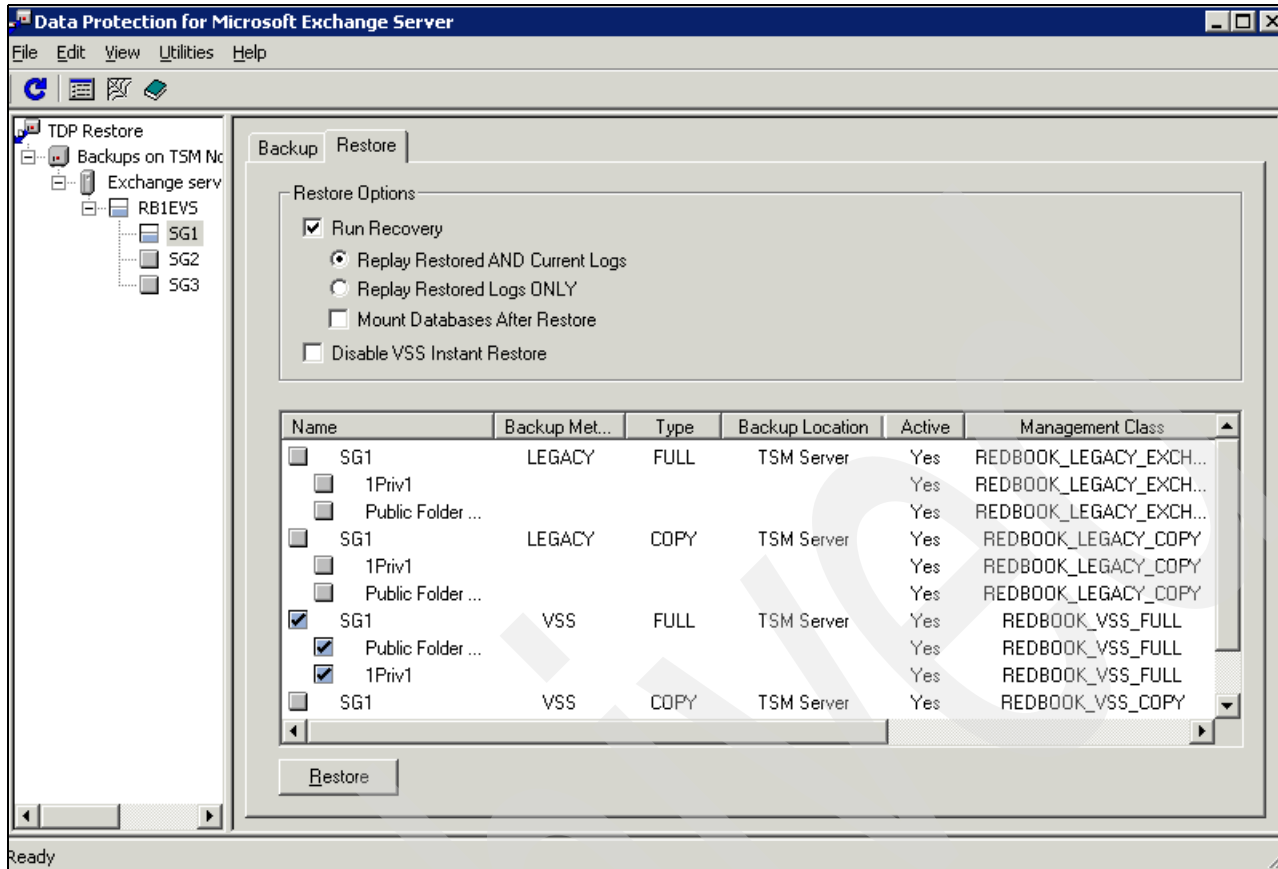 Data Protection for Microsoft Exchange Server
File Edit View Utilities Help
TDP Restore
Backups on TSM No
Exchange serv
RB1EVS
SG1
SG2
SG3
Backup Restore
Restore Options
Run Recovery
Replay Restored AND Current Logs
Replay Restored Logs ONLY
Mount Databases After Restore
Disable VSS Instant Restore
Name Backup Met... Type Backup Location Active Management Class
SG1 LEGACY FULL TSM Server Yes REDBOOK_LEGACY_EXCH...
1Priv1 Yes REDBOOK_LEGACY_EXCH...
Public Folder ... Yes REDBOOK_LEGACY_EXCH...
SG1 LEGACY COPY TSM Server Yes REDBOOK_LEGACY_COPY
1Priv1 Yes REDBOOK_LEGACY_COPY
Public Folder ... Yes REDBOOK_LEGACY_COPY
SG1 VSS FULL TSM Server Yes REDBOOK_VSS_FULL
Public Folder ... Yes REDBOOK_VSS_FULL
1Priv1 Yes REDBOOK_VSS_FULL
SG1 VSS COPY TSM Server Yes REDBOOK_VSS_COPY
Restore
Ready